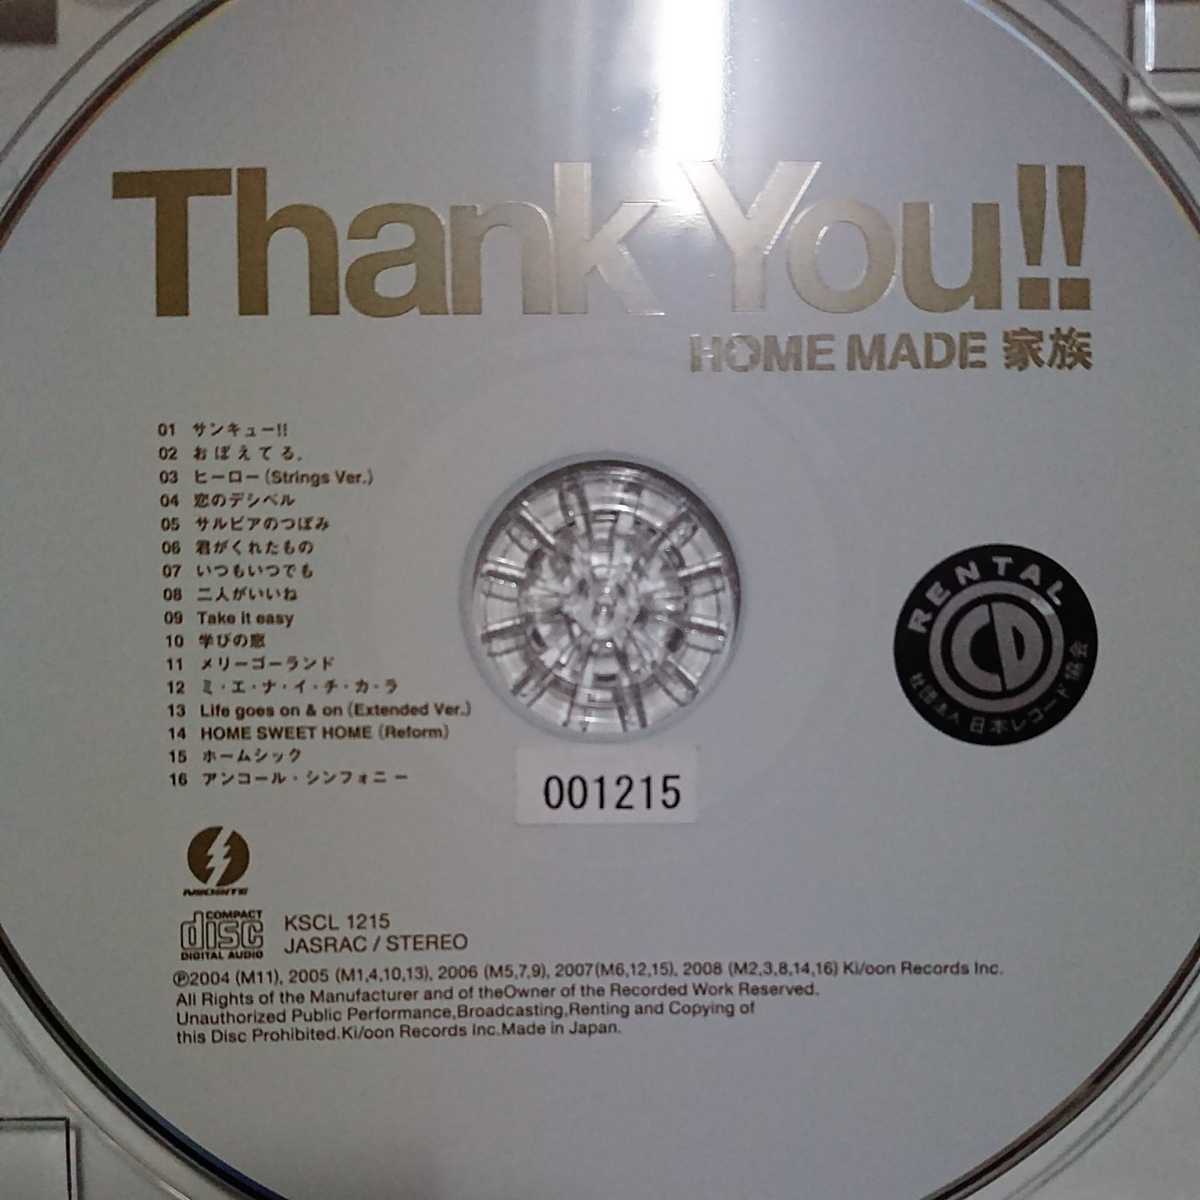 Thank You!!
HOME MADE 家族
01 サンキュー!!
02 おぼえてる。
03 ヒーロー(Strings Ver.)
04 恋のデシベル
05 サルビアのつぼみ
06 君がくれたもの
07 いつもいつでも
08 二人がいいね
09 Take it easy
10 学びの窓
11 メリーゴーランド
12 ミ・エ・ナ・イ・チ・カ・ラ
13 Life goes on & on (Extended Ver.)
14 HOME SWEET HOME (Reform)
15 ホームシック
16 アンコール・シンフォニー
RENTAL
CD
社団法人 日本レコード協会
001215
COMPACT
disc
DIGITAL AUDIO
KSCL 1215
JASRAC / STEREO
℗2004 (M11), 2005 (M1,4,10,13), 2006 (M5,7,9), 2007(M6,12,15), 2008 (M2,3,8,14,16) Ki/oon Records Inc.
All Rights of the Manufacturer and of theOwner of the Recorded Work Reserved.
Unauthorized Public Performance,Broadcasting,Renting and Copying of
this Disc Prohibited.Ki/oon Records Inc.Made in Japan.